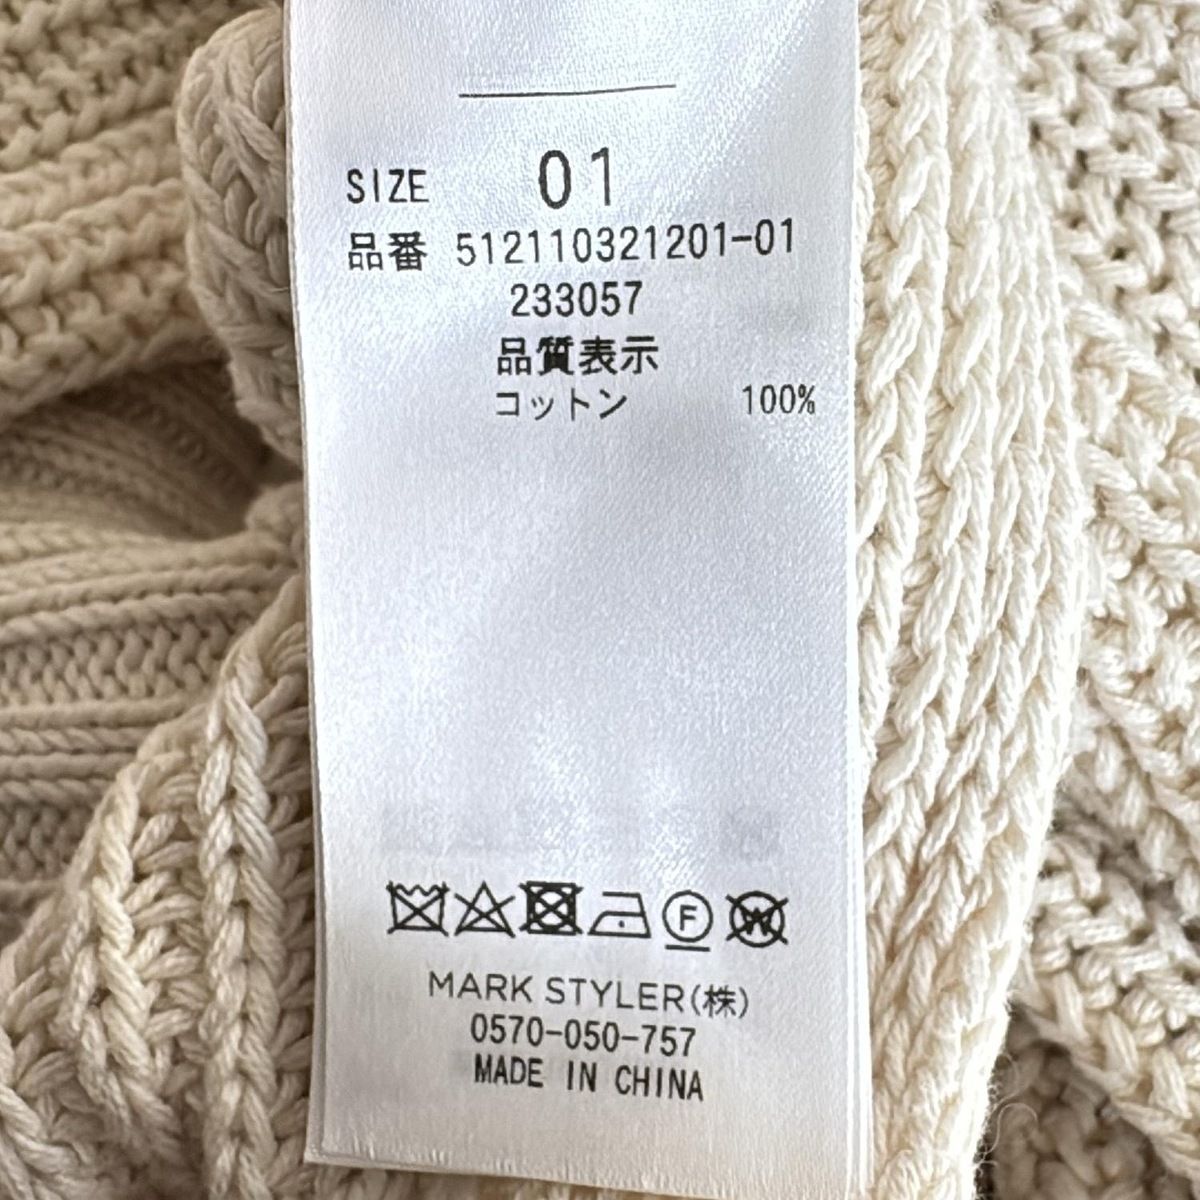 SIZE 01
品番 512110321201-01
233057
品質表示
コットン 100%
F W
MARK STYLER(株)
0570-050-757
MADE IN CHINA